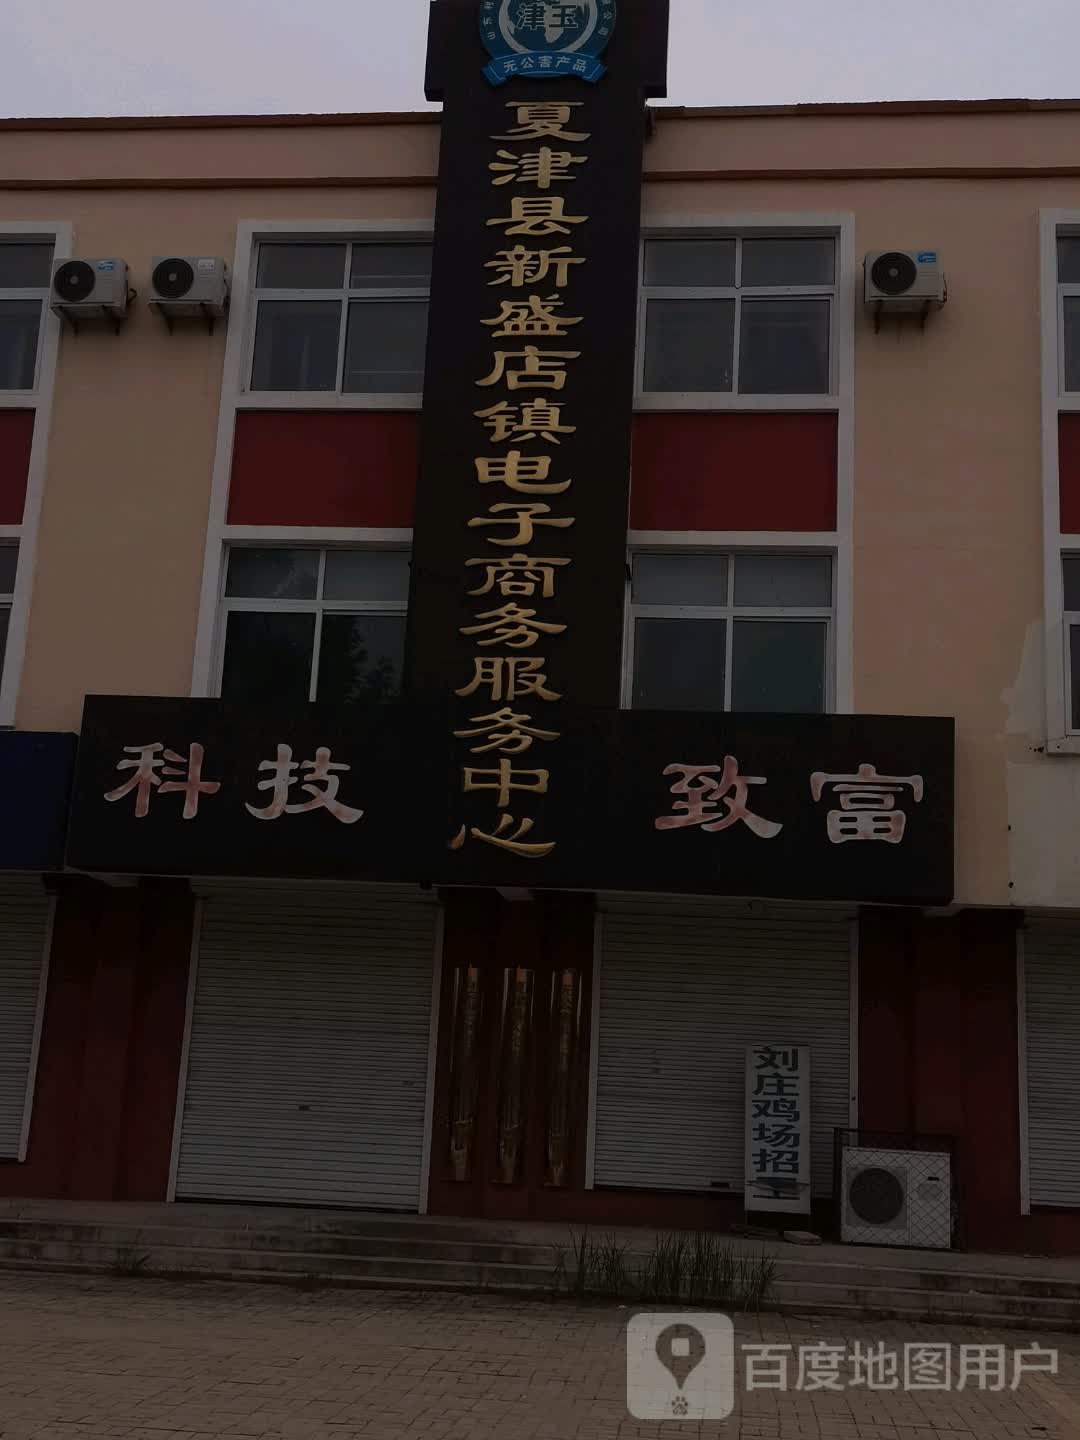 津玉
无公害产品
夏津县新盛店镇电子商务服务中心
科技 致富
刘庄鸡场招
百度地图用户